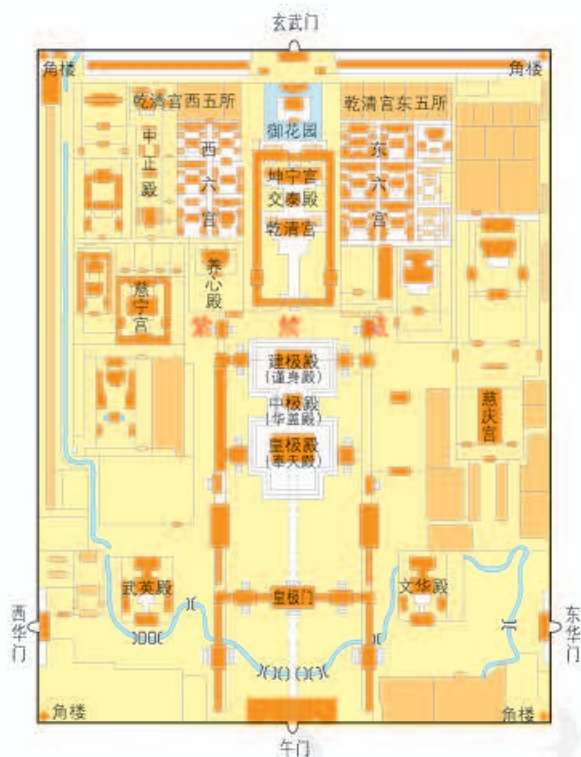 玄武门
角楼
角楼
乾清宫西五所
乾清宫东五所
御花园
中正殿
西六宫
东六宫
坤宁宫
交泰殿
乾清宫
养心殿
慈宁宫
紫禁城
建极殿
(谨身殿)
中极殿
(华盖殿)
皇极殿
(奉天殿)
慈庆宫
武英殿
文华殿
皇极门
西华门
东华门
角楼
角楼
午门